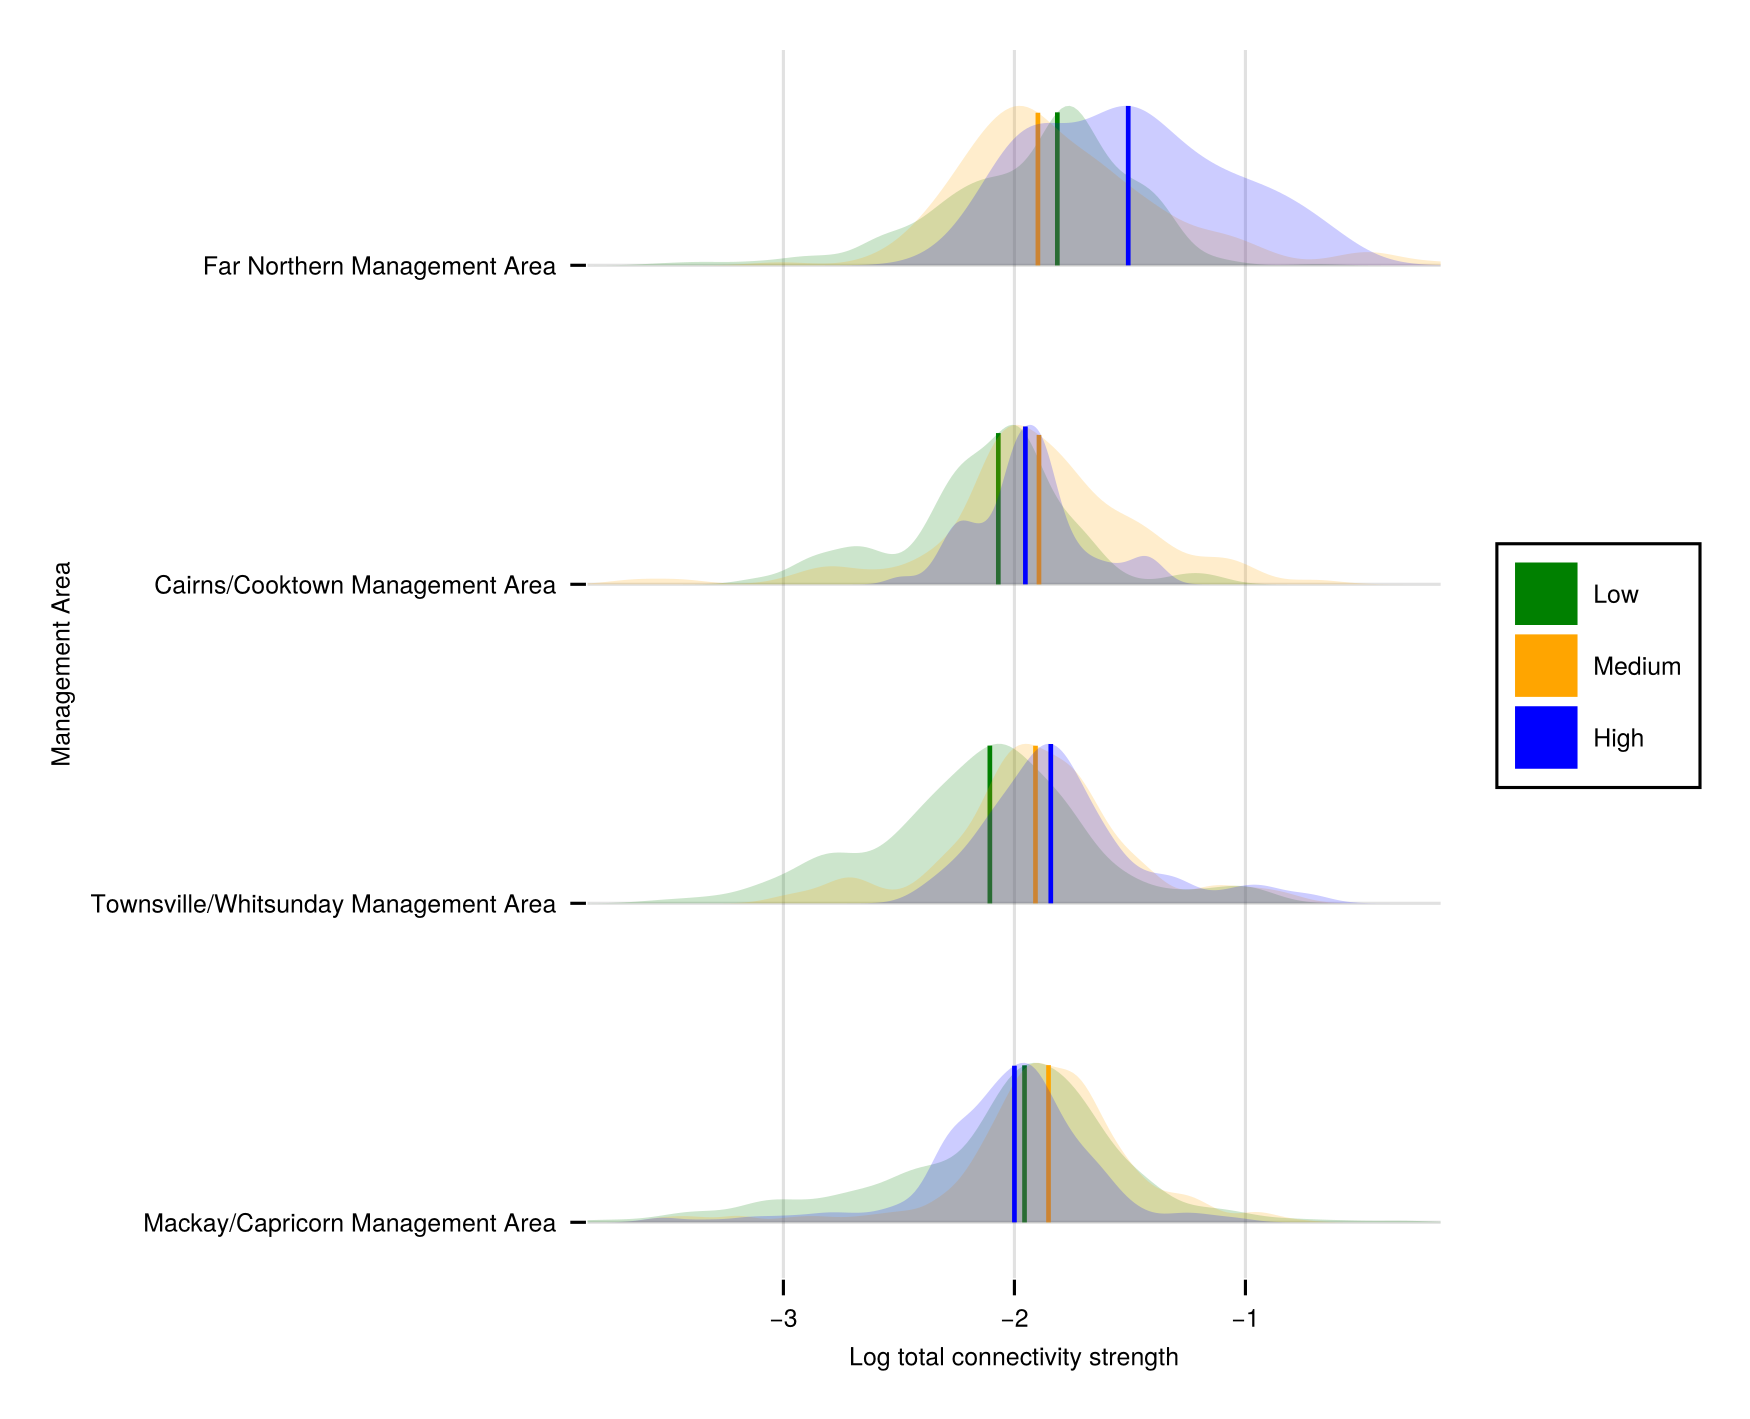 Management Area
Far Northern Management Area
Cairns/Cooktown Management Area
Townsville/Whitsunday Management Area
Mackay/Capricorn Management Area
−3
−2
−1
Log total connectivity strength
Low
Medium
High